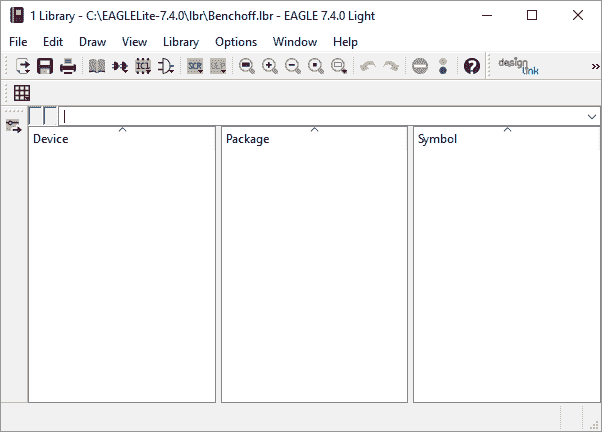 1 Library - C:\EAGLELite-7.4.0\lbr\Benchoff.lbr - EAGLE 7.4.0 Light
File Edit Draw View Library Options Window Help
SCR ULP design link »
Device Package Symbol